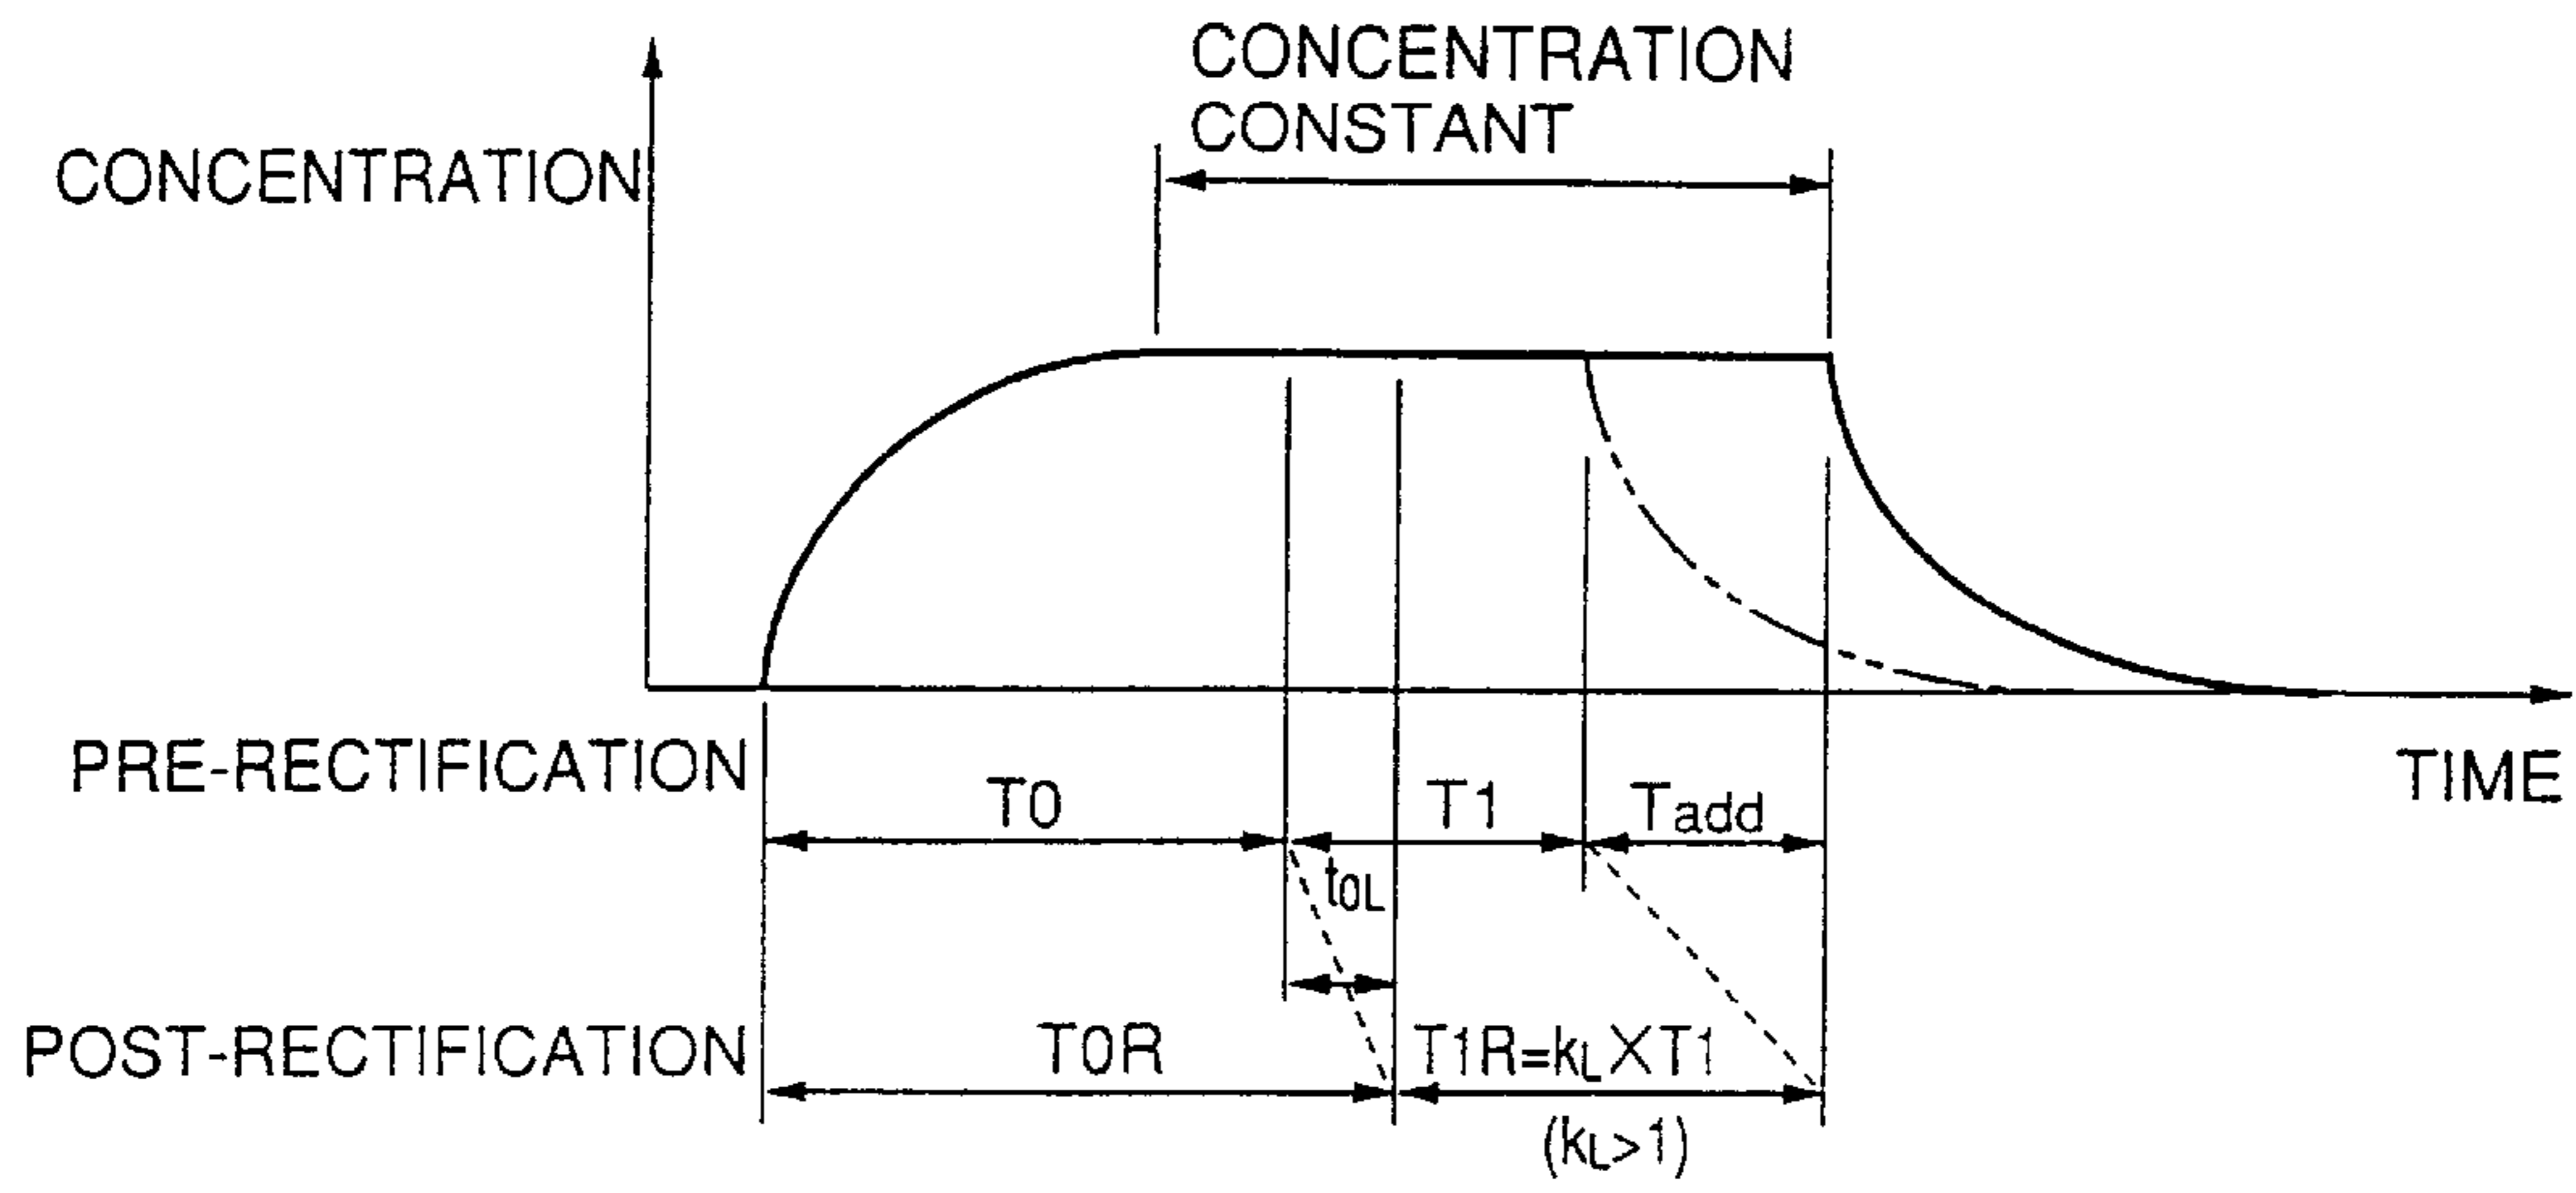 CONCENTRATION
CONSTANT
CONCENTRATION
PRE-RECTIFICATION
TIME
T0
T1
Tadd
t0L
POST-RECTIFICATION
T0R
T1R=kL×T1
(kL>1)